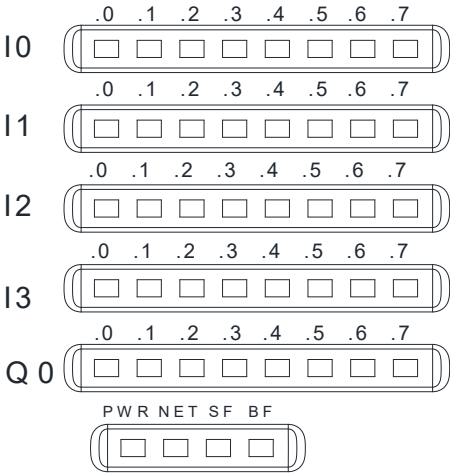 .0 .1 .2 .3 .4 .5 .6 .7
I0
.0 .1 .2 .3 .4 .5 .6 .7
I1
.0 .1 .2 .3 .4 .5 .6 .7
I2
.0 .1 .2 .3 .4 .5 .6 .7
I3
.0 .1 .2 .3 .4 .5 .6 .7
Q0
PWR NET SF BF